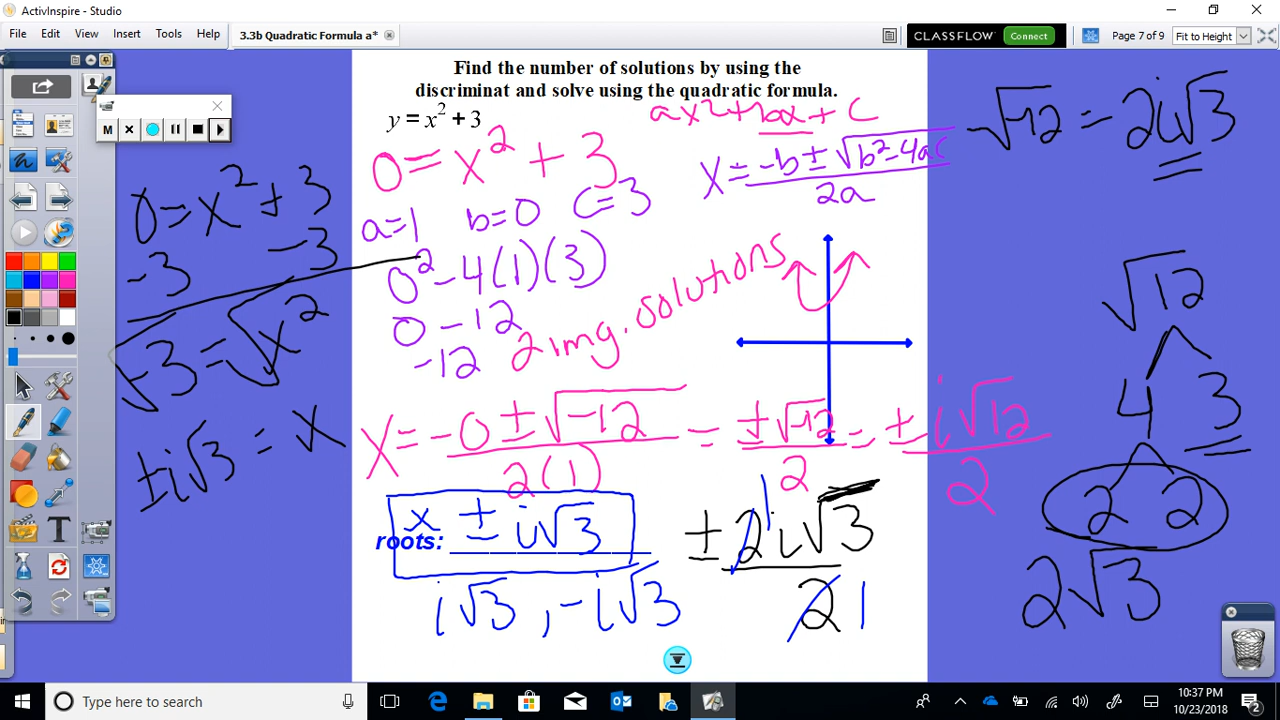 ActivInspire - Studio
File Edit View Insert Tools Help
3.3b Quadratic Formula a*
CLASSFLOW Connect
Page 7 of 9
Fit to Height
M
Find the number of solutions by using the
discriminat and solve using the quadratic formula.
y = x² + 3
ax² + bx + c
0 = x² + 3
x = -b ± √b² - 4ac
2a
a=1 b=0 c=3
0² - 4(1)(3)
0 - 12
-12
2 img. solutions
x = -0 ± √-12 = ± √-12 = ± i√12
2(1) 2 2
x ± i√3
roots:
i√3, -i√3
± 2i√3
2
1
1
0 = x² + 3
-3 -3
√-3 = √x²
± i√3 = x
√-12 = 2i√3
√12
4 3
2 2
2√3
Type here to search
10:37 PM
10/23/2018
2